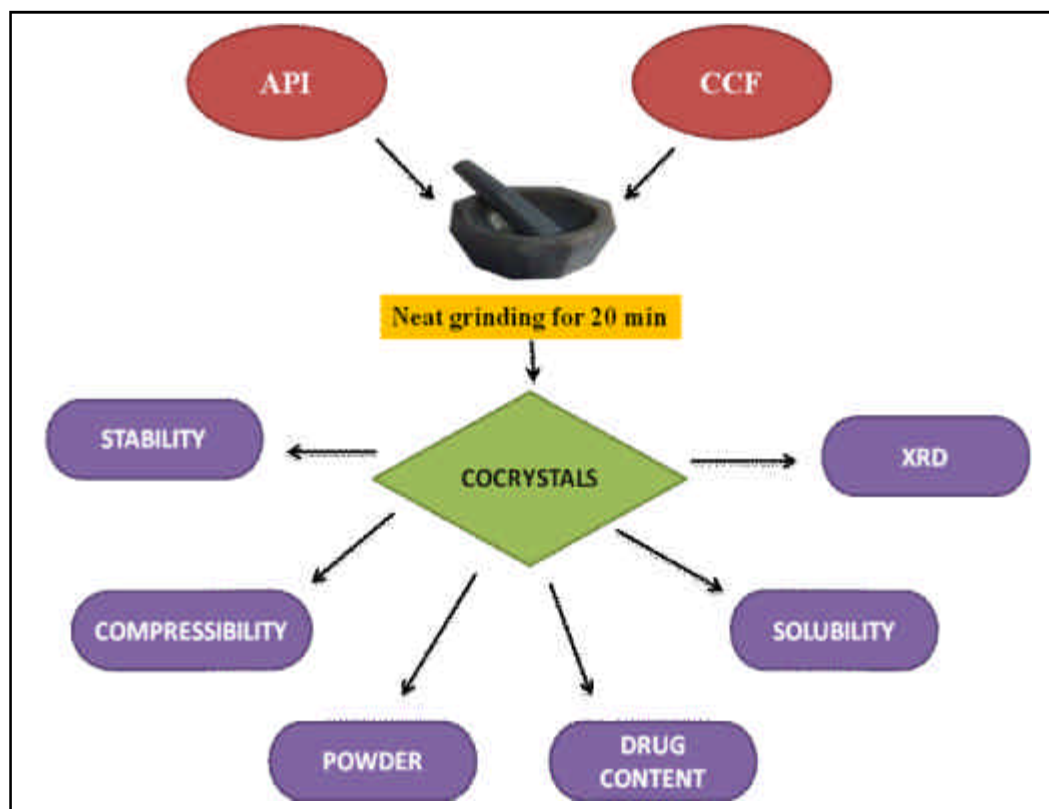 API
CCF
Neat grinding for 20 min
STABILITY
COCRYSTALS
XRD
COMPRESSIBILITY
SOLUBILITY
POWDER
DRUG
CONTENT